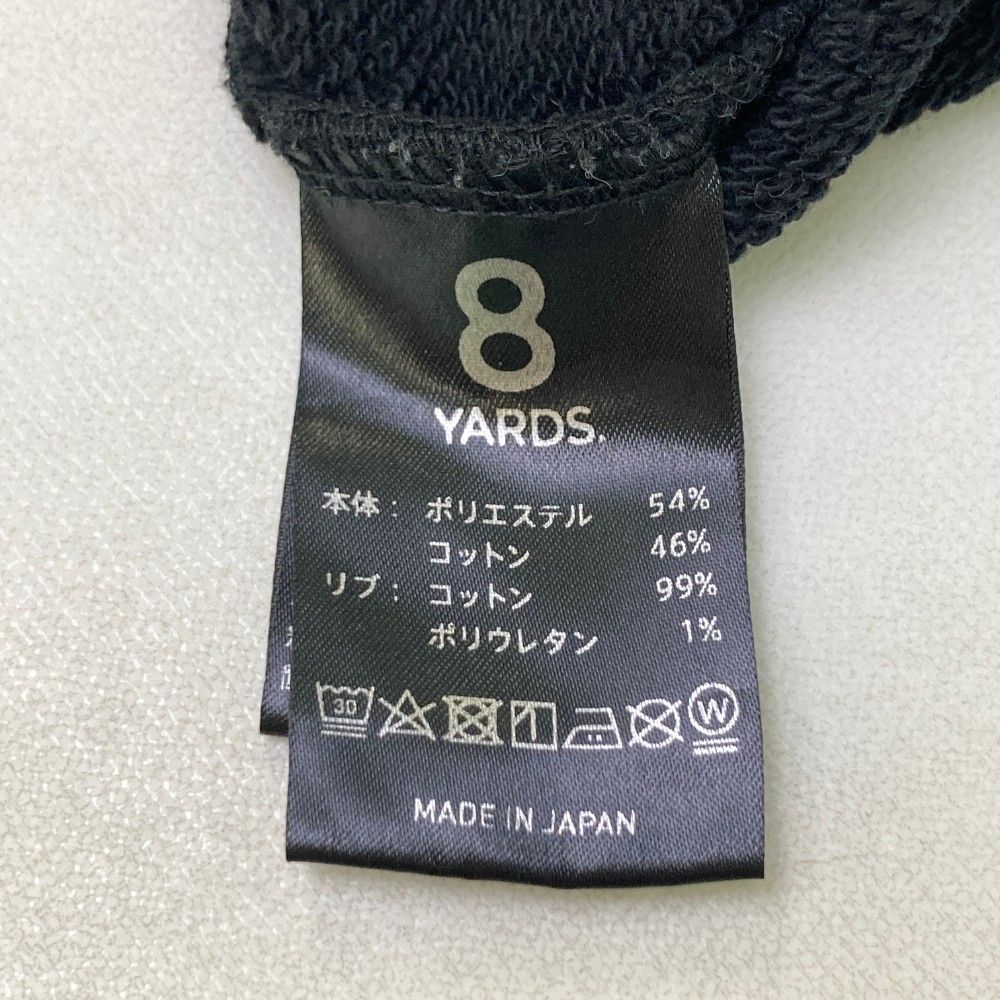 8
YARDS.
本体： ポリエステル 54%
コットン 46%
リブ： コットン 99%
ポリウレタン 1%
30 W
MADE IN JAPAN